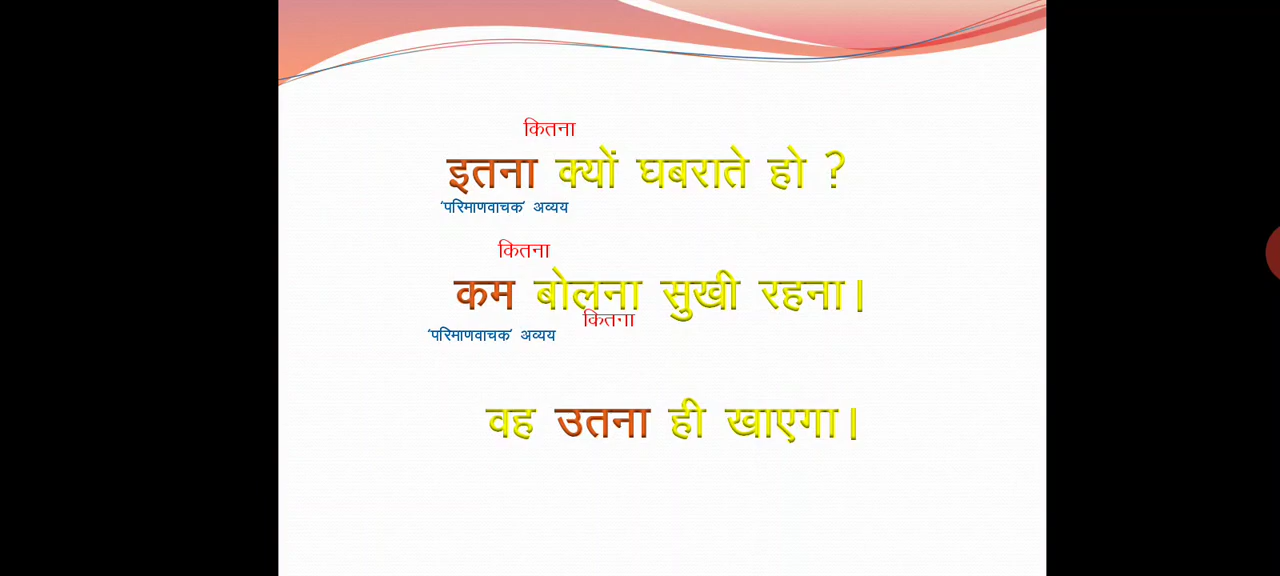 कितना
इतना क्यों घबराते हो ?
'परिमाणवाचक' अव्यय
कितना
कम बोलना सुखी रहना।
कितना
'परिमाणवाचक' अव्यय
वह उतना ही खाएगा।